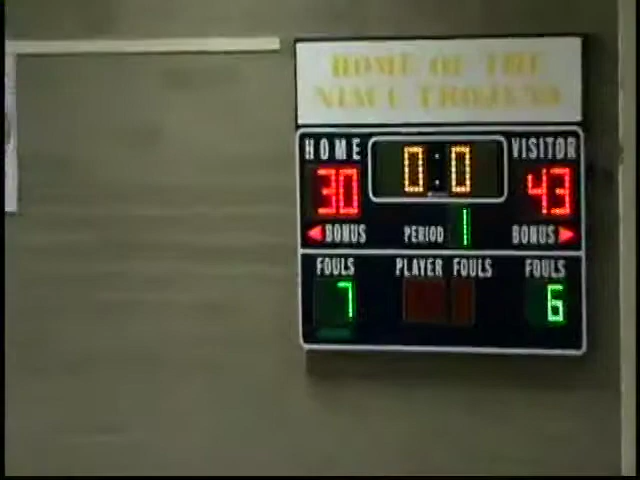 HOME OF THE
TROJANS
HOME 0:0 VISITOR
30 43
BONUS PERIOD 1 BONUS
FOULS PLAYER FOULS FOULS
7 6